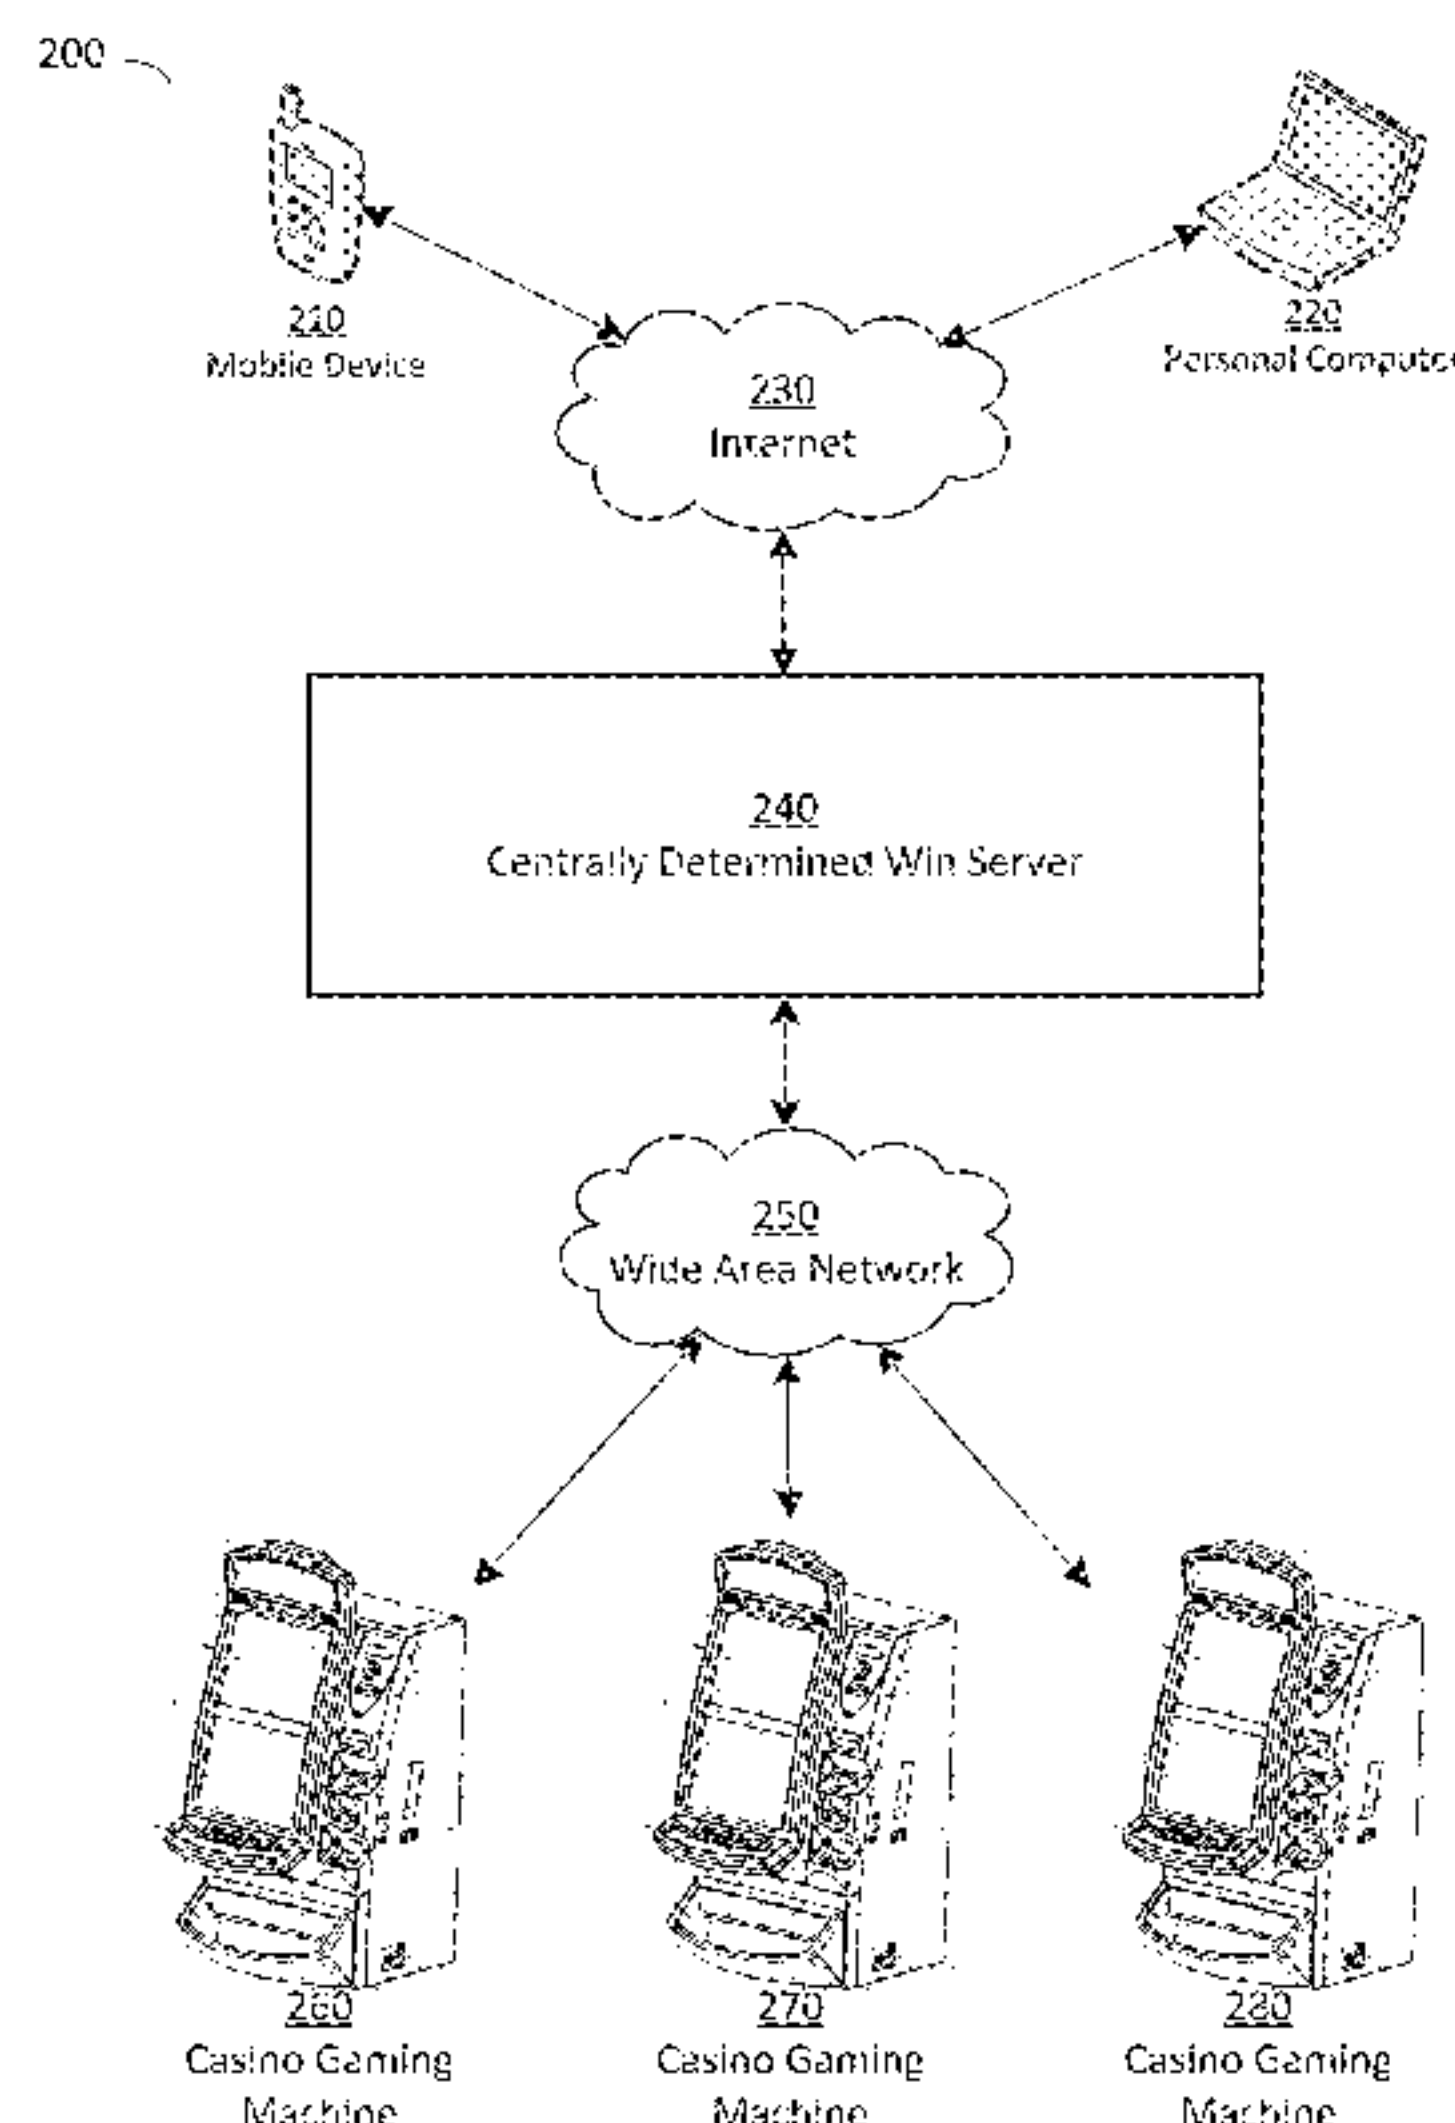 200
210
Mobile Device
220
Personal Computer
230
Internet
240
Centrally Determined Win Server
250
Wide Area Network
260
Casino Gaming
Machine
270
Casino Gaming
Machine
280
Casino Gaming
Machine